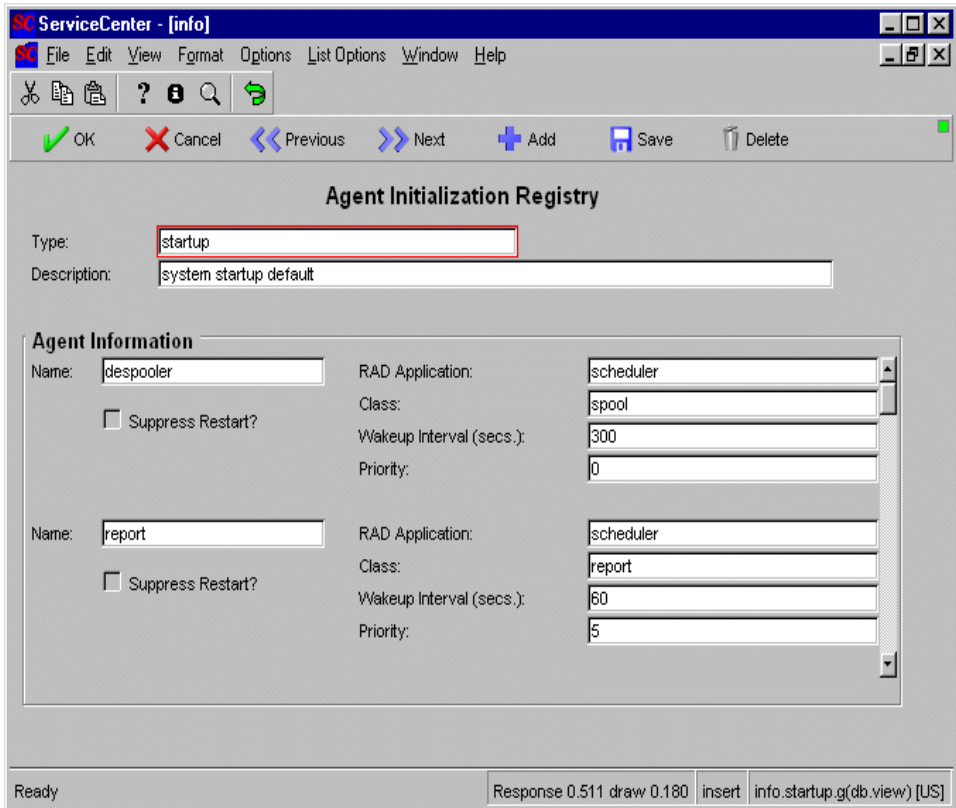 SC ServiceCenter - [info]
SC File Edit View Format Options List Options Window Help
?
OK Cancel Previous Next Add Save Delete
Agent Initialization Registry
Type: startup
Description: system startup default
Agent Information
Name: despooler RAD Application: scheduler
Class: spool
Suppress Restart?
Wakeup Interval (secs.): 300
Priority: 0
Name: report RAD Application: scheduler
Class: report
Suppress Restart?
Wakeup Interval (secs.): 60
Priority: 5
Ready Response 0.511 draw 0.180 insert info.startup.g(db.view) [US]